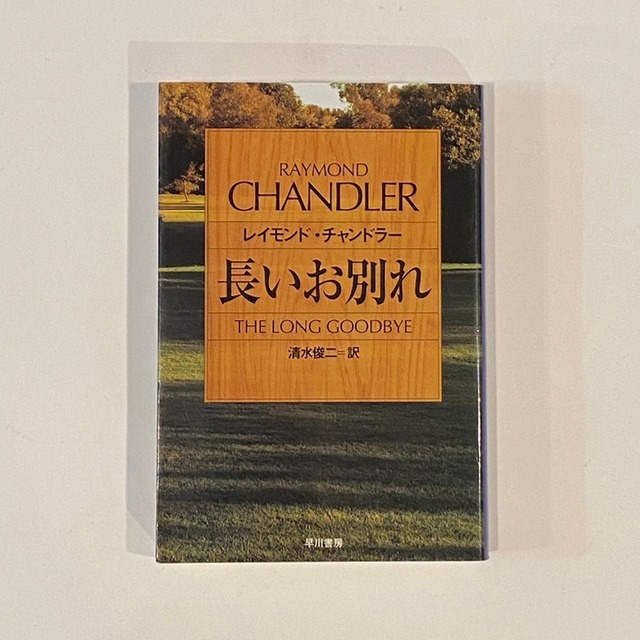 RAYMOND
CHANDLER
レイモンド・チャンドラー
長いお別れ
THE LONG GOODBYE
清水俊二=訳
早川書房